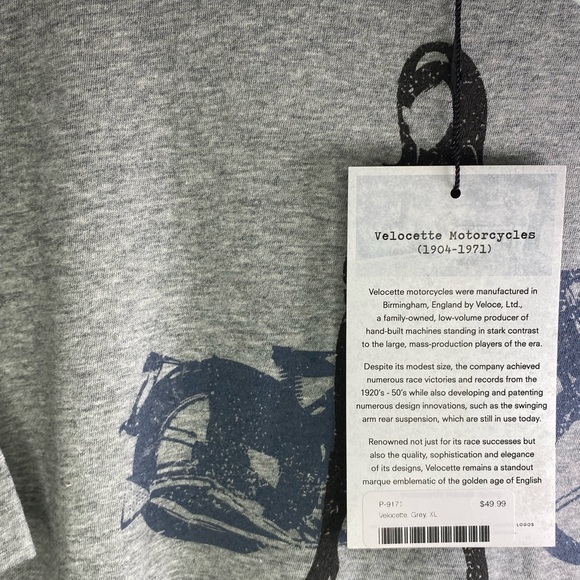 Velocette Motorcycles
(1904-1971)
Velocette motorcycles were manufactured in
Birmingham, England by Veloce, Ltd.,
a family-owned, low-volume producer of
hand-built machines standing in stark contrast
to the large, mass-production players of the era.
Despite its modest size, the company achieved
numerous race victories and records from the
1920's - 50's while also developing and patenting
numerous design innovations, such as the swinging
arm rear suspension, which are still in use today.
Renowned not just for its race successes but
also the quality, sophistication and elegance
of its designs, Velocette remains a standout
marque emblematic of the golden age of English
P-917: $49.99
Velocette, Grey, XL
LOGOS